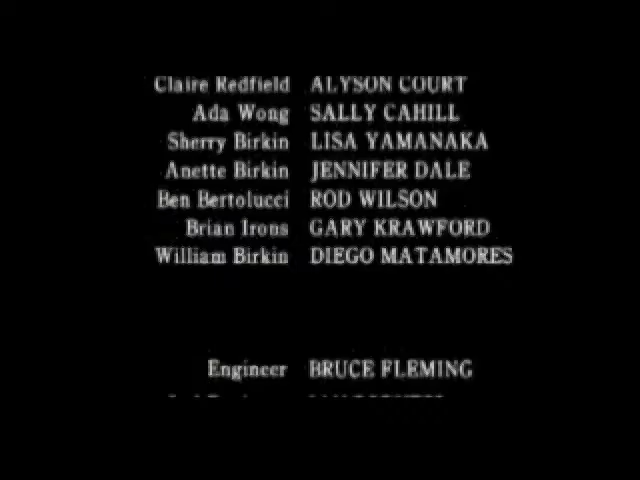 Claire Redfield ALYSON COURT
Ada Wong SALLY CAHILL
Sherry Birkin LISA YAMANAKA
Anette Birkin JENNIFER DALE
Ben Bertolucci ROD WILSON
Brian Irons GARY KRAWFORD
William Birkin DIEGO MATAMORES
Engineer BRUCE FLEMING